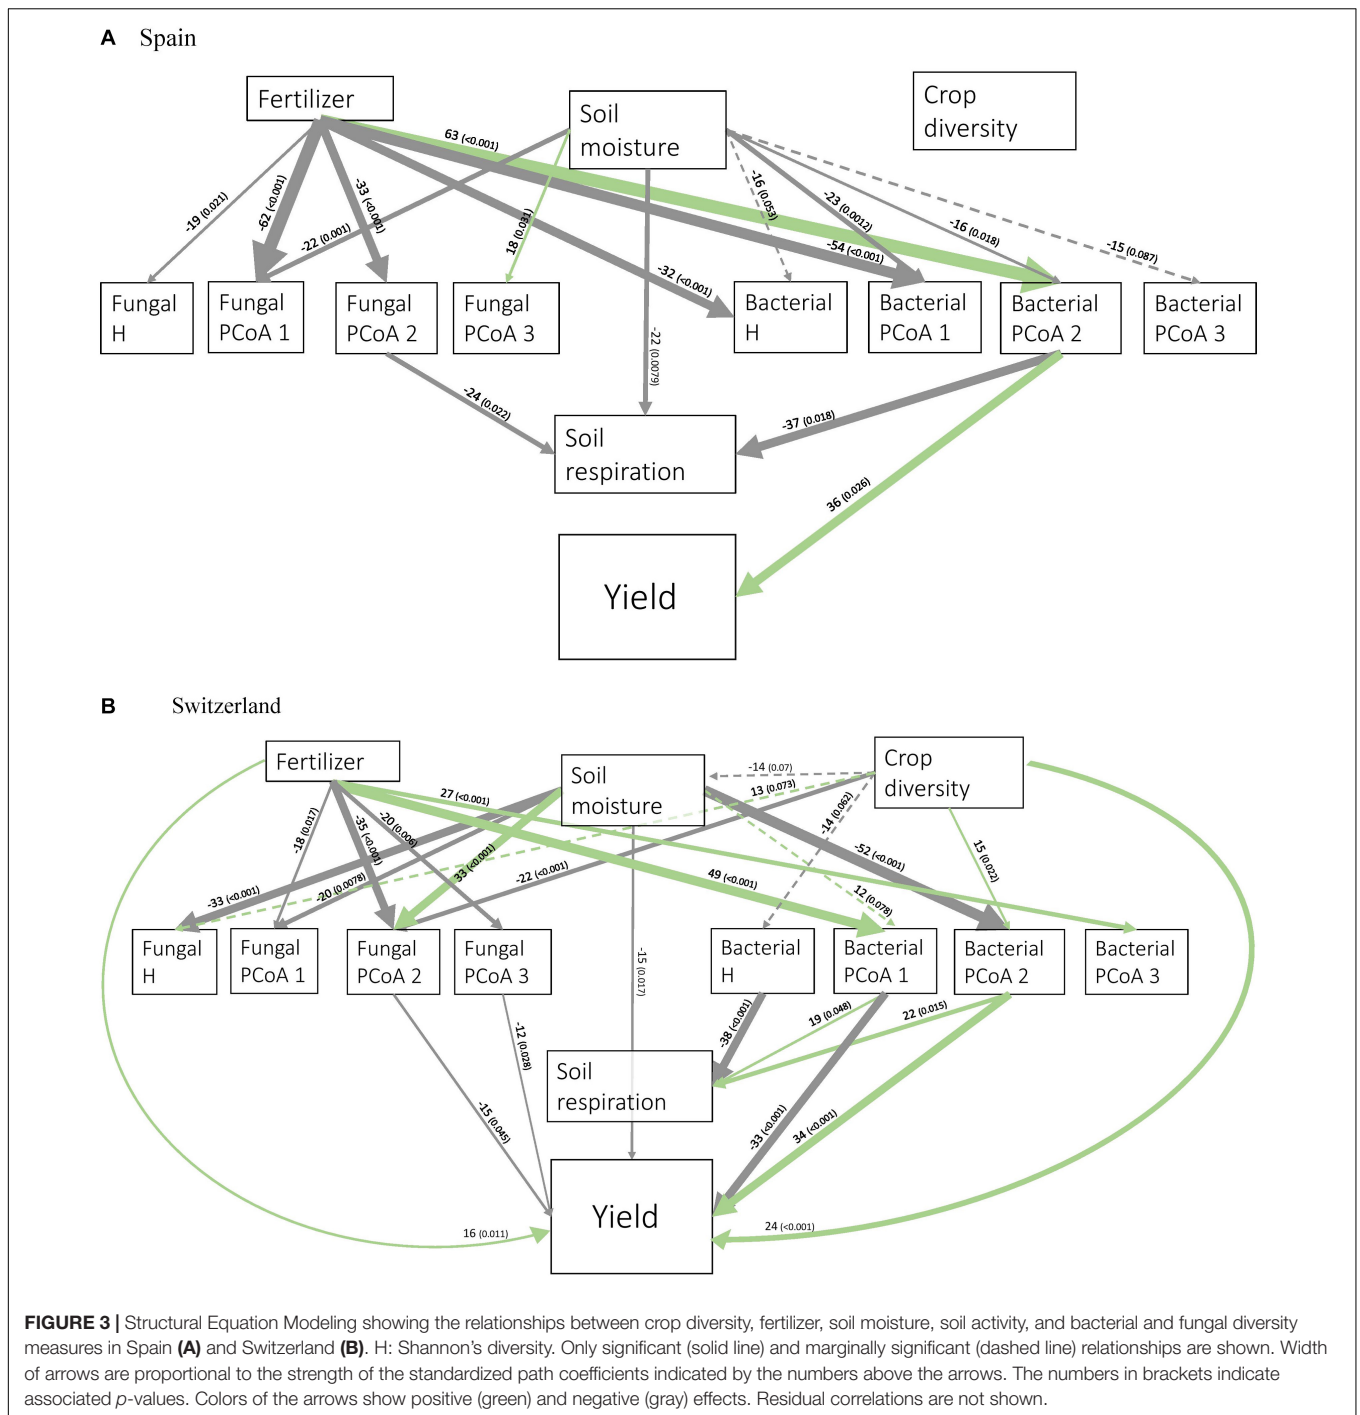 A Spain
Fertilizer
Soil
moisture
Crop
diversity
63 (<0.001)
-19 (0.021)
-62 (<0.001)
-33 (<0.001)
-22 (0.001)
18 (0.031)
-16 (0.053)
-23 (0.0012)
-16 (0.018)
-15 (0.087)
-54 (<0.001)
-32 (<0.001)
Fungal
H
Fungal
PCoA 1
Fungal
PCoA 2
Fungal
PCoA 3
Bacterial
H
Bacterial
PCoA 1
Bacterial
PCoA 2
Bacterial
PCoA 3
-22 (0.0079)
-24 (0.022)
-37 (0.018)
Soil
respiration
36 (0.026)
Yield
B Switzerland
Fertilizer
Soil
moisture
Crop
diversity
-14 (0.07)
13 (0.073)
27 (<0.001)
-18 (0.017)
-35 (<0.001)
-20 (0.006)
-14 (0.062)
-52 (<0.001)
15 (0.022)
-33 (<0.001)
-20 (0.0078)
33 (<0.001)
-22 (<0.001)
49 (<0.001)
12 (0.078)
Fungal
H
Fungal
PCoA 1
Fungal
PCoA 2
Fungal
PCoA 3
Bacterial
H
Bacterial
PCoA 1
Bacterial
PCoA 2
Bacterial
PCoA 3
-15 (0.017)
-12 (0.028)
-38 (<0.001)
19 (0.048)
22 (0.015)
Soil
respiration
-15 (0.045)
-33 (<0.001)
34 (<0.001)
Yield
16 (0.011)
24 (<0.001)
FIGURE 3 | Structural Equation Modeling showing the relationships between crop diversity, fertilizer, soil moisture, soil activity, and bacterial and fungal diversity
measures in Spain (A) and Switzerland (B). H: Shannon's diversity. Only significant (solid line) and marginally significant (dashed line) relationships are shown. Width
of arrows are proportional to the strength of the standardized path coefficients indicated by the numbers above the arrows. The numbers in brackets indicate
associated p-values. Colors of the arrows show positive (green) and negative (gray) effects. Residual correlations are not shown.